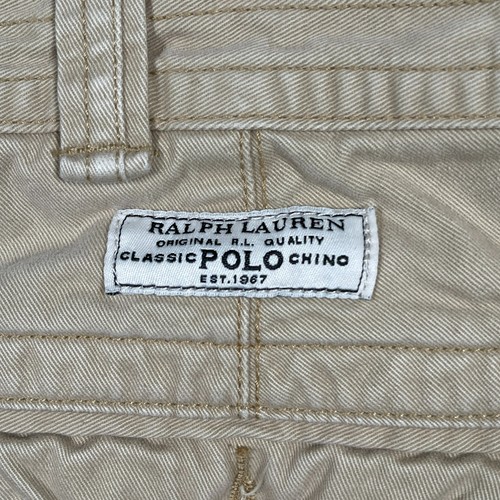 RALPH LAUREN
ORIGINAL R.L. QUALITY
CLASSIC POLO CHINO
EST. 1967